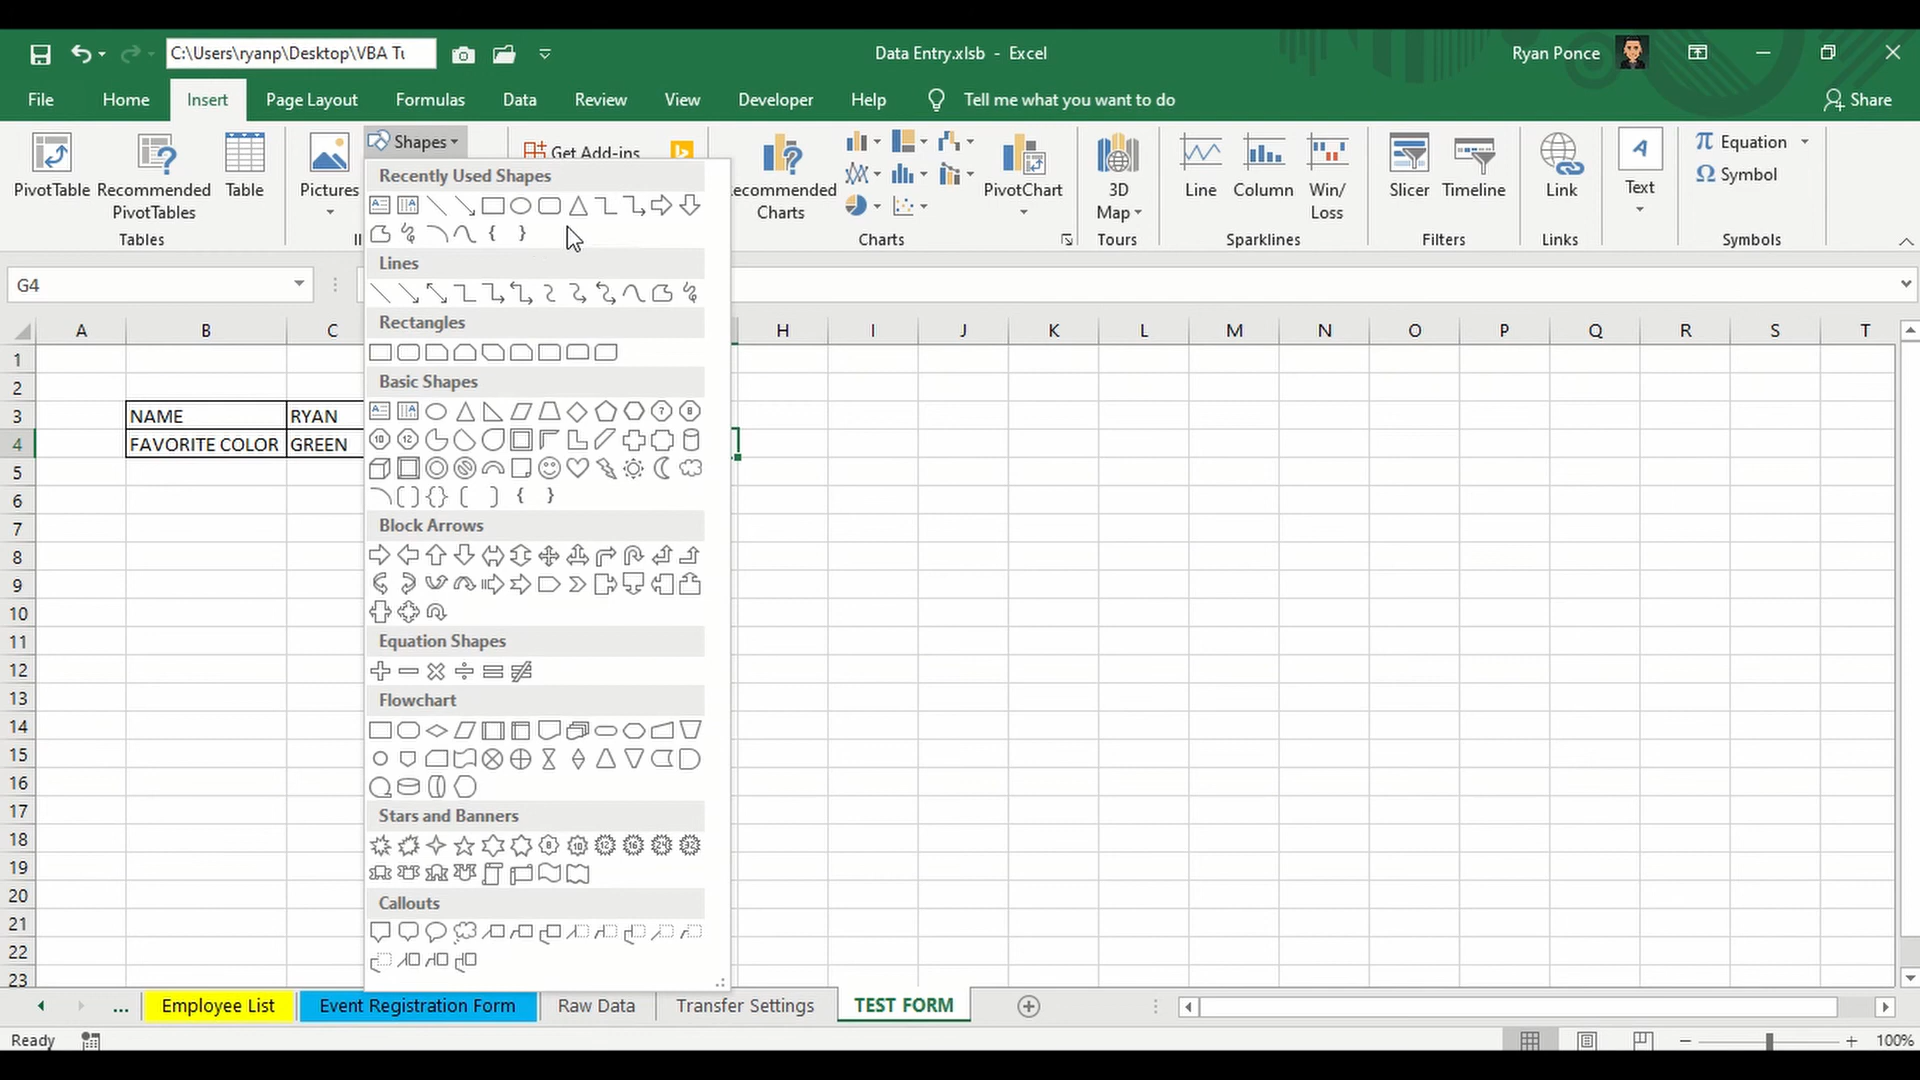 C:\Users\ryanp\Desktop\VBA Tu
Data Entry.xlsb - Excel
Ryan Ponce
File Home Insert Page Layout Formulas Data Review View Developer Help Tell me what you want to do Share
PivotTable
Recommended
PivotTables
Table
Tables
Pictures
Shapes
Get Add-ins
ecommended
Charts
PivotChart
Charts
3D
Map
Tours
Line
Column
Win/
Loss
Sparklines
Slicer
Timeline
Filters
Link
Links
Text
Equation
Symbol
Symbols
G4
Recently Used Shapes
Lines
Rectangles
Basic Shapes
Block Arrows
Equation Shapes
Flowchart
Stars and Banners
Callouts
A B C H I J K L M N O P Q R S T
1
2
3 NAME RYAN
4 FAVORITE COLOR GREEN
5
6
7
8
9
10
11
12
13
14
15
16
17
18
19
20
21
22
23
... Employee List Event Registration Form Raw Data Transfer Settings TEST FORM
Ready 100%